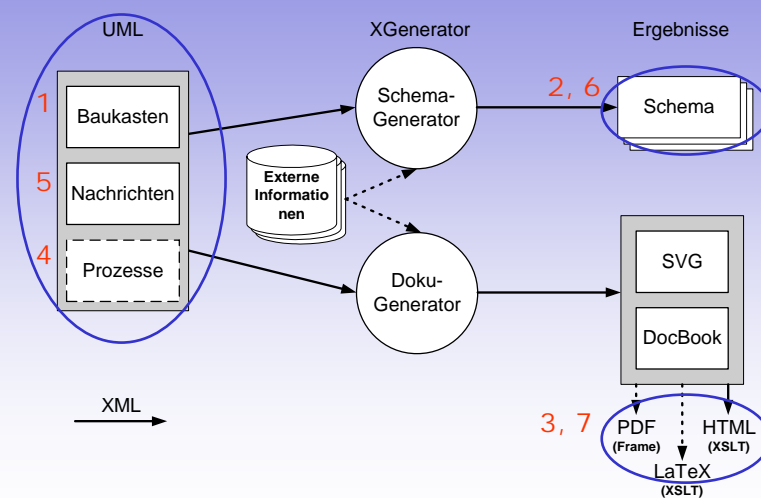 UML
XGenerator
Ergebnisse
1
Baukasten
5
Nachrichten
4
Prozesse
Schema-
Generator
2, 6
Schema
Externe
Informatio
nen
Doku-
Generator
SVG
DocBook
XML
3, 7
PDF
(Frame)
HTML
(XSLT)
LaTeX
(XSLT)